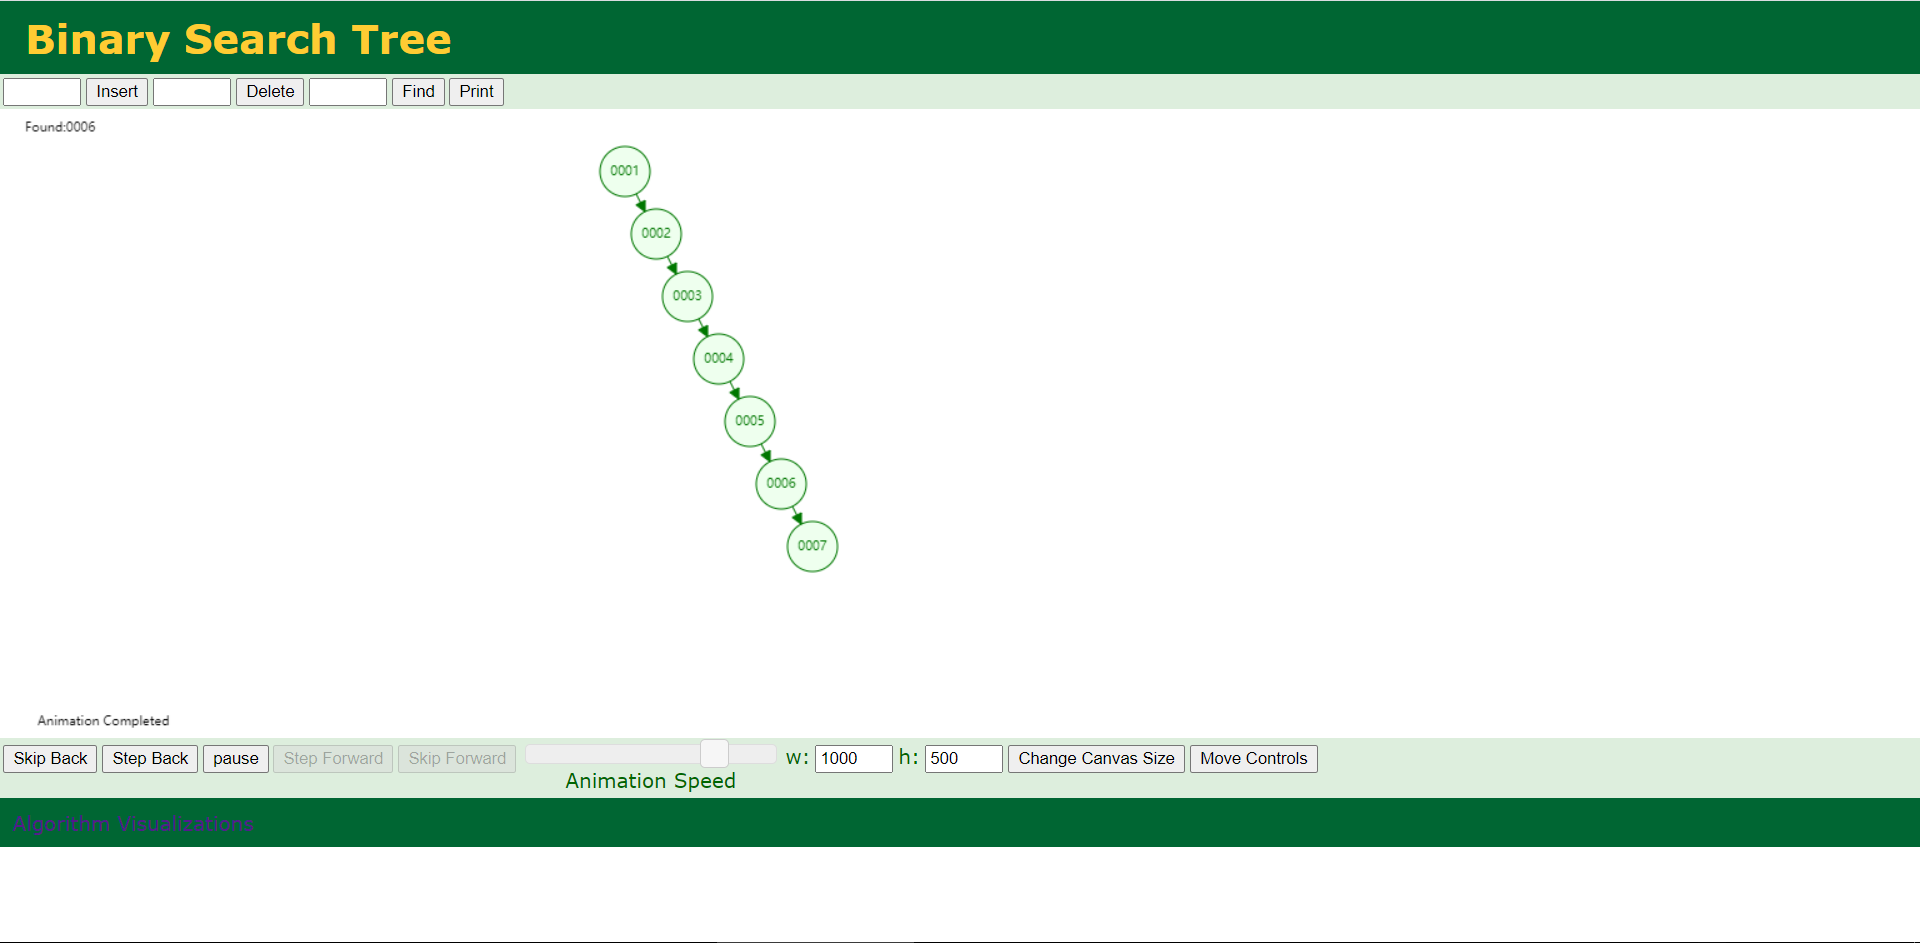 Binary Search Tree
Insert Delete Find Print
Found:0006
0001
0002
0003
0004
0005
0006
0007
Animation Completed
Skip Back Step Back pause Step Forward Skip Forward w: 1000 h: 500 Change Canvas Size Move Controls
Animation Speed
Algorithm Visualizations